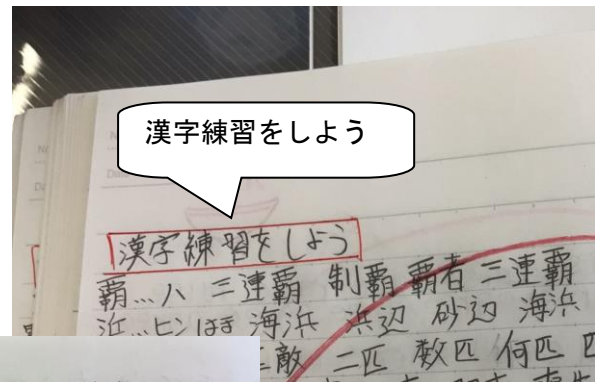 漢字練習をしよう
漢字練習をしよう
覇…ハ 三連覇 制覇 覇者 三連覇
浜…ヒン はま 海浜 浜辺 砂辺 海浜
敵 二匹 数匹 何匹